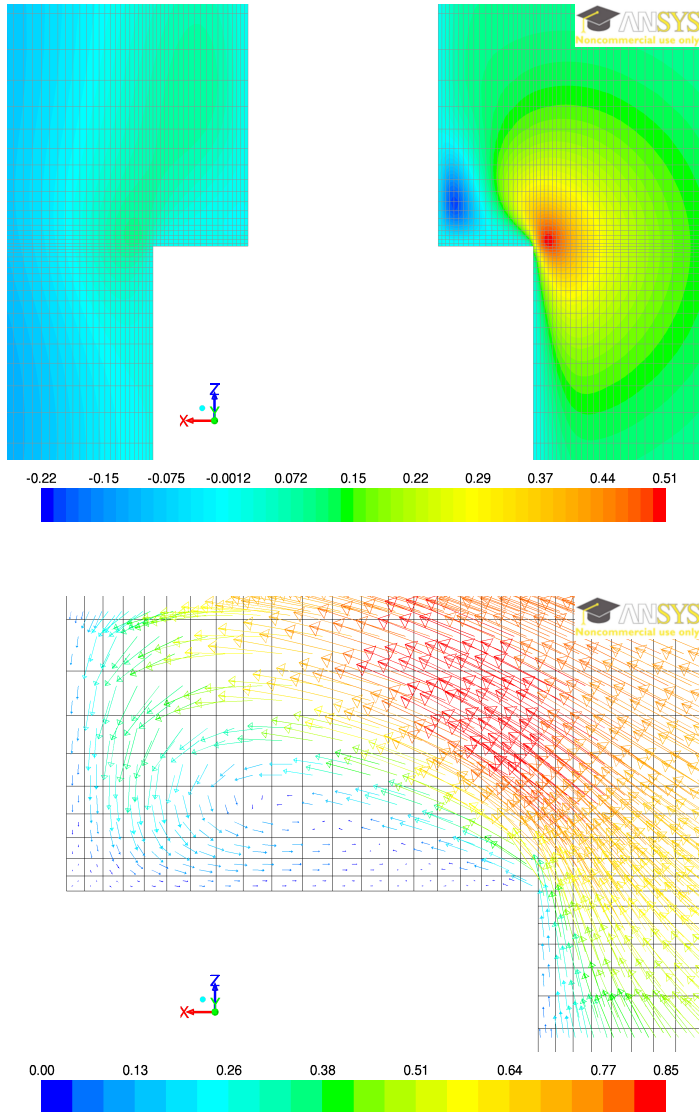 ANSYS
Noncommercial use only
Z
Y
X
-0.22 -0.15 -0.075 -0.0012 0.072 0.15 0.22 0.29 0.37 0.44 0.51
ANSYS
Noncommercial use only
Z
Y
X
0.00 0.13 0.26 0.38 0.51 0.64 0.77 0.85